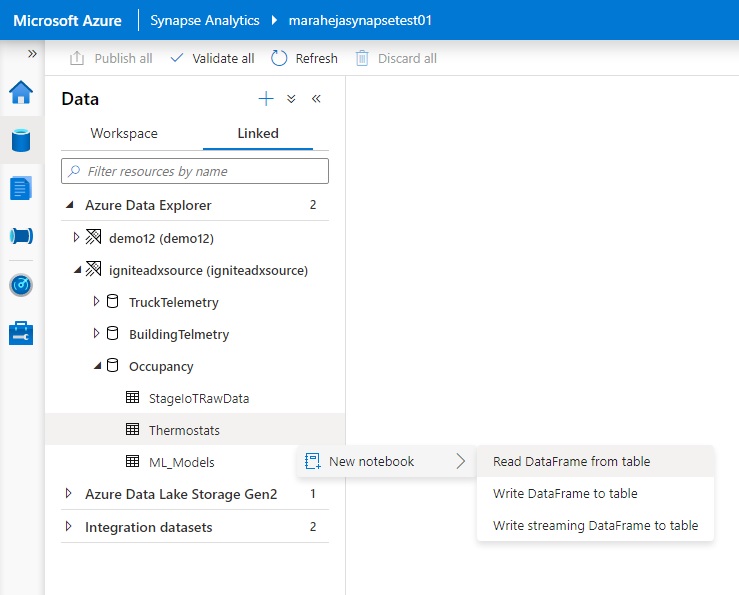 Microsoft Azure Synapse Analytics marahejasynapsetest01
Publish all Validate all Refresh Discard all
Data
Workspace Linked
Filter resources by name
Azure Data Explorer 2
demo12 (demo12)
igniteadxsource (igniteadxsource)
TruckTelemetry
BuildingTelmetry
Occupancy
StageIoTRawData
Thermostats
ML_Models
New notebook
Read DataFrame from table
Write DataFrame to table
Write streaming DataFrame to table
Azure Data Lake Storage Gen2 1
Integration datasets 2